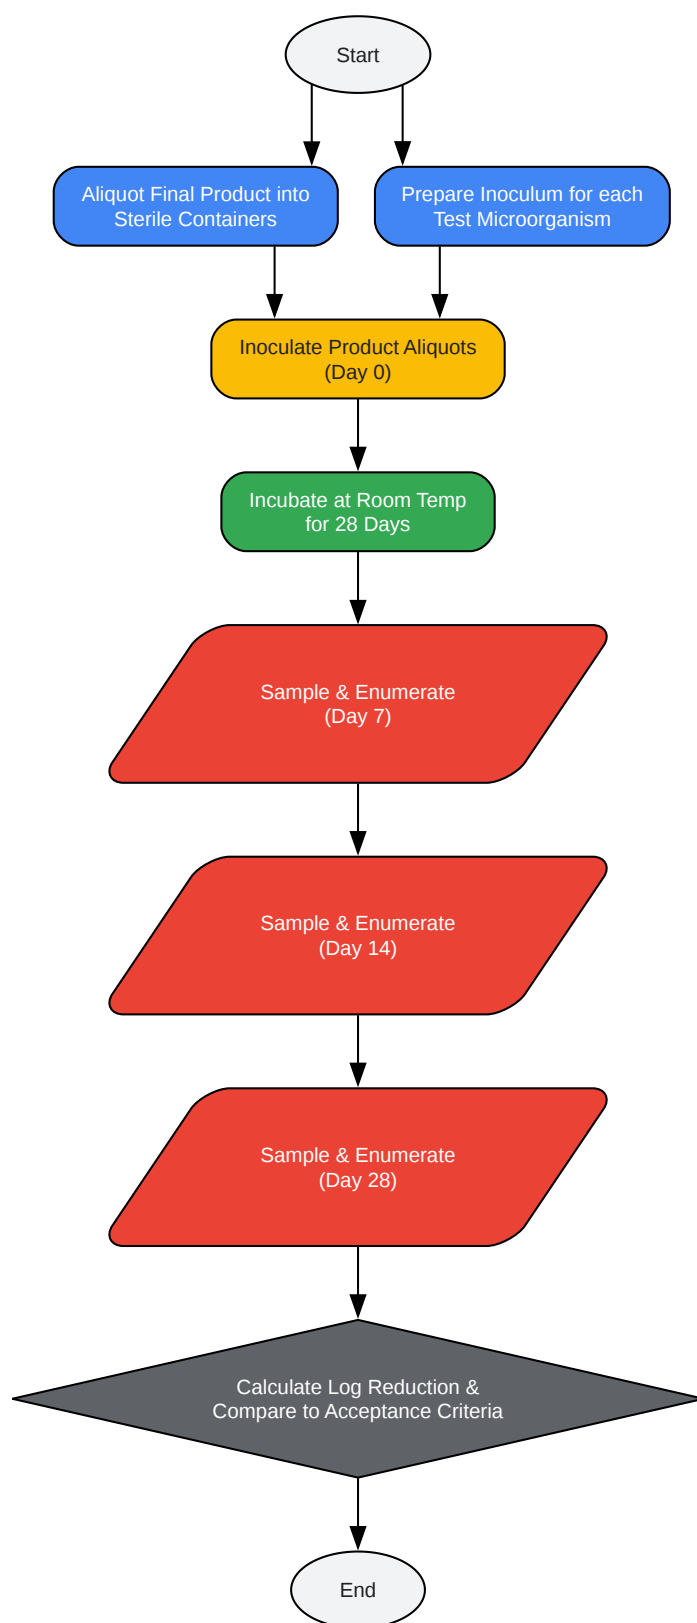 Start
Aliquot Final Product into
Sterile Containers
Prepare Inoculum for each
Test Microorganism
Inoculate Product Aliquots
(Day 0)
Incubate at Room Temp
for 28 Days
Sample & Enumerate
(Day 7)
Sample & Enumerate
(Day 14)
Sample & Enumerate
(Day 28)
Calculate Log Reduction &
Compare to Acceptance Criteria
End